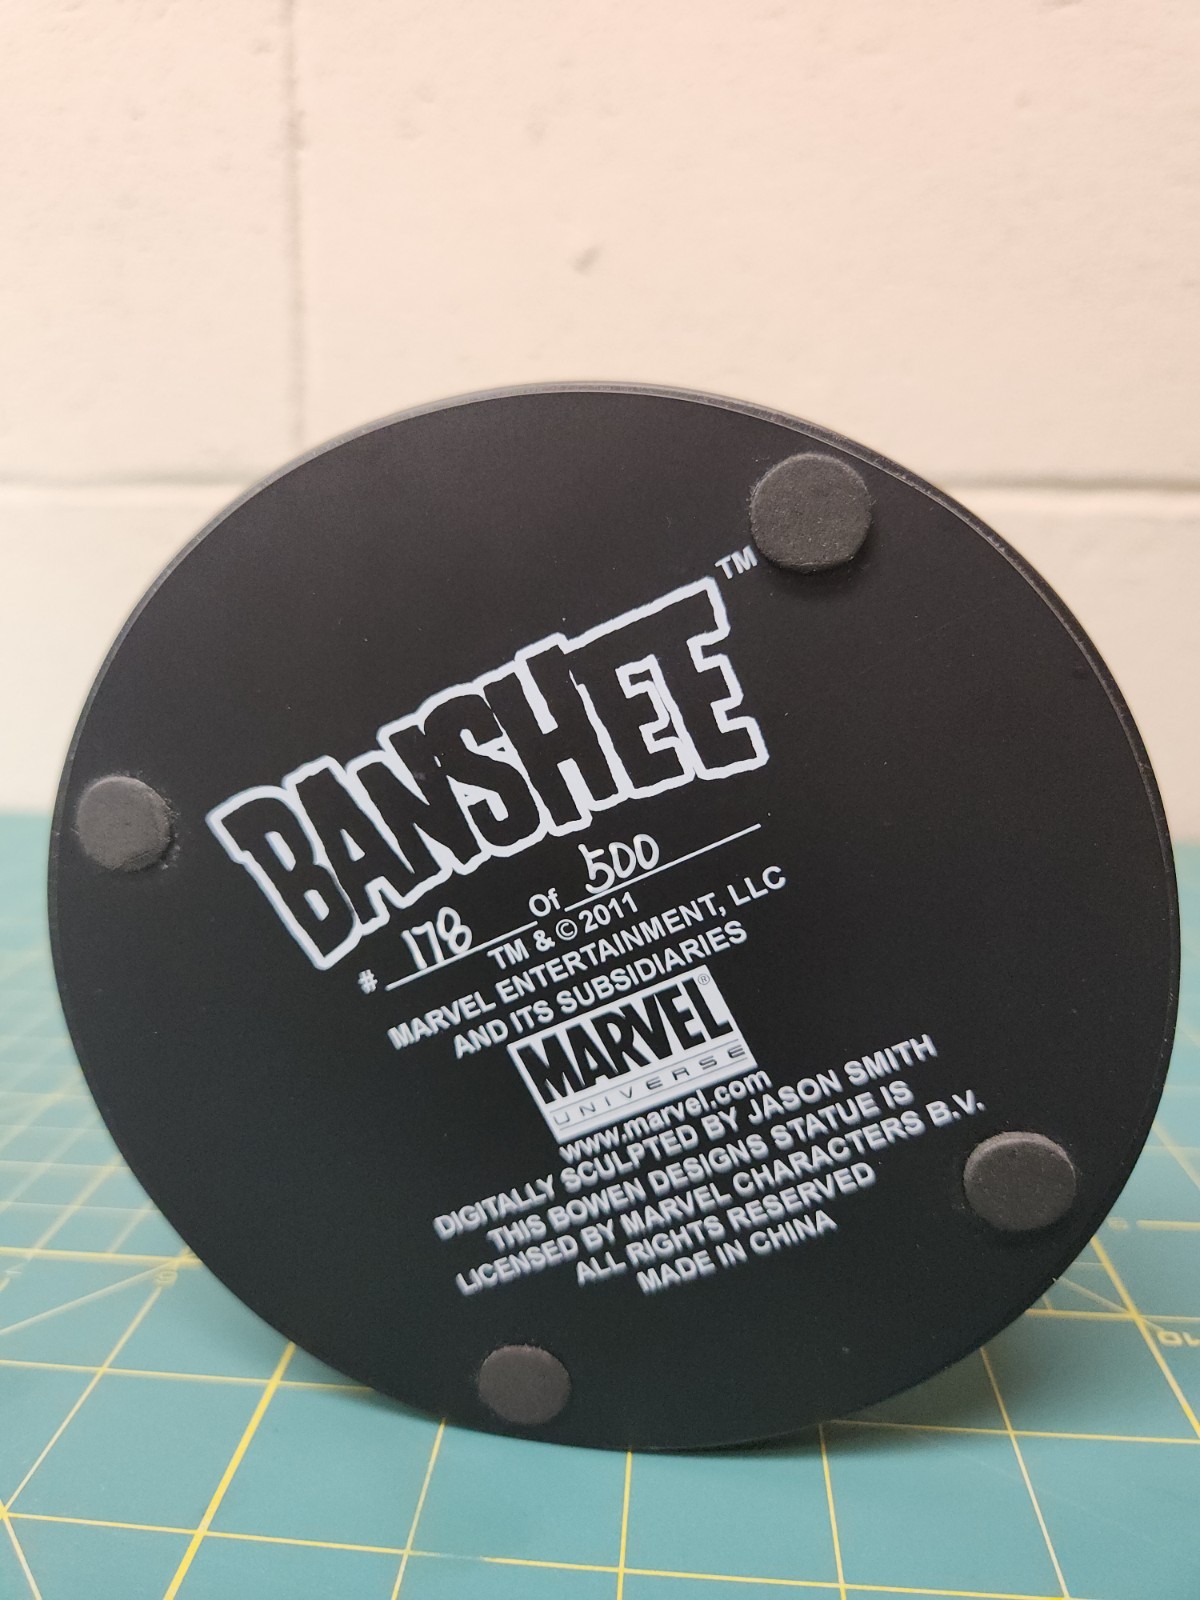 BANSHEE™
# 178 Of 500
TM & © 2011
MARVEL ENTERTAINMENT, LLC
AND ITS SUBSIDIARIES
MARVEL®
UNIVERSE
www.marvel.com
DIGITALLY SCULPTED BY JASON SMITH
THIS BOWEN DESIGNS STATUE IS
LICENSED BY MARVEL CHARACTERS B.V.
ALL RIGHTS RESERVED
MADE IN CHINA